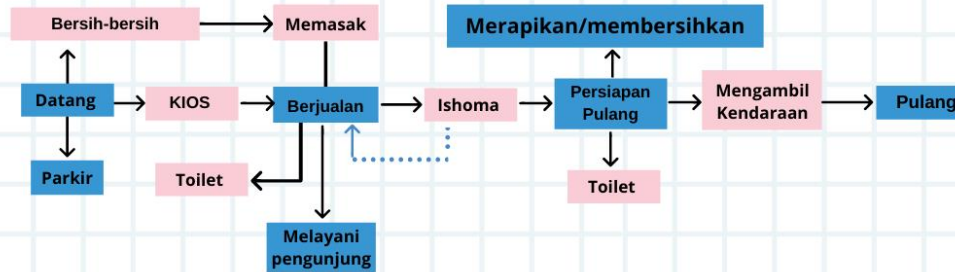 Bersih-bersih
Memasak
Merapikan/membersihkan
Datang
KIOS
Berjualan
Ishoma
Persiapan
Pulang
Mengambil
Kendaraan
Pulang
Parkir
Toilet
Toilet
Melayani
pengunjung